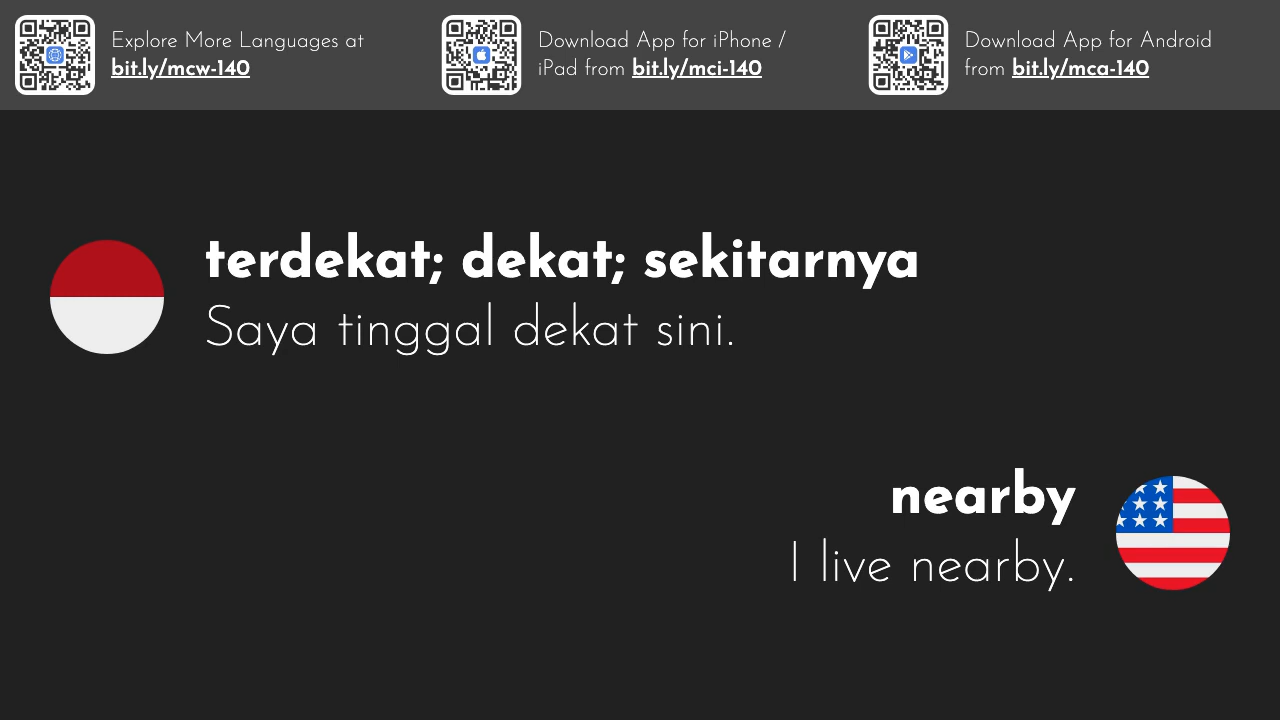 Explore More Languages at
bit.ly/mcw-140
Download App for iPhone /
iPad from bit.ly/mci-140
Download App for Android
from bit.ly/mca-140
terdekat; dekat; sekitarnya
Saya tinggal dekat sini.
nearby
I live nearby.